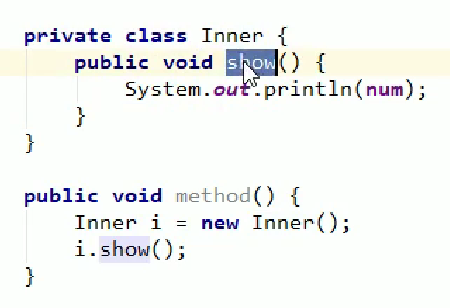 private class Inner {
    public void show() {
        System.out.println(num);
    }
}

public void method() {
    Inner i = new Inner();
    i.show();
}